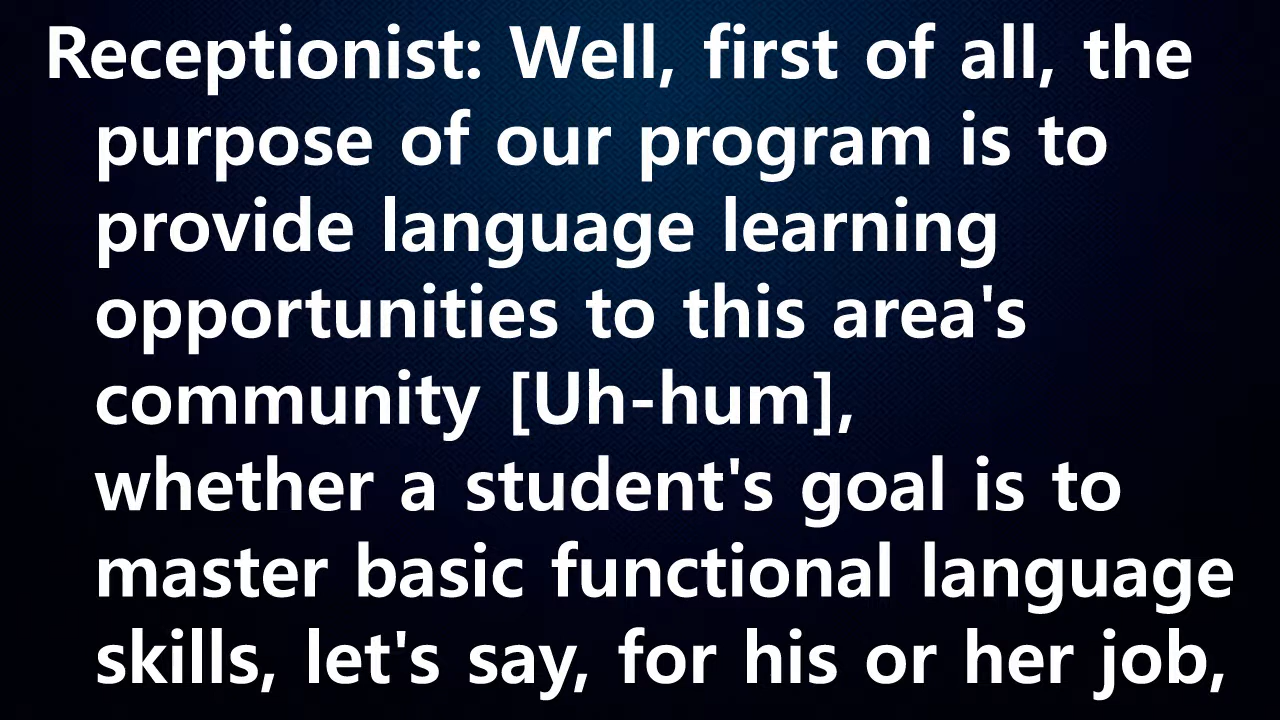 Receptionist: Well, first of all, the
purpose of our program is to
provide language learning
opportunities to this area's
community [Uh-hum],
whether a student's goal is to
master basic functional language
skills, let's say, for his or her job,